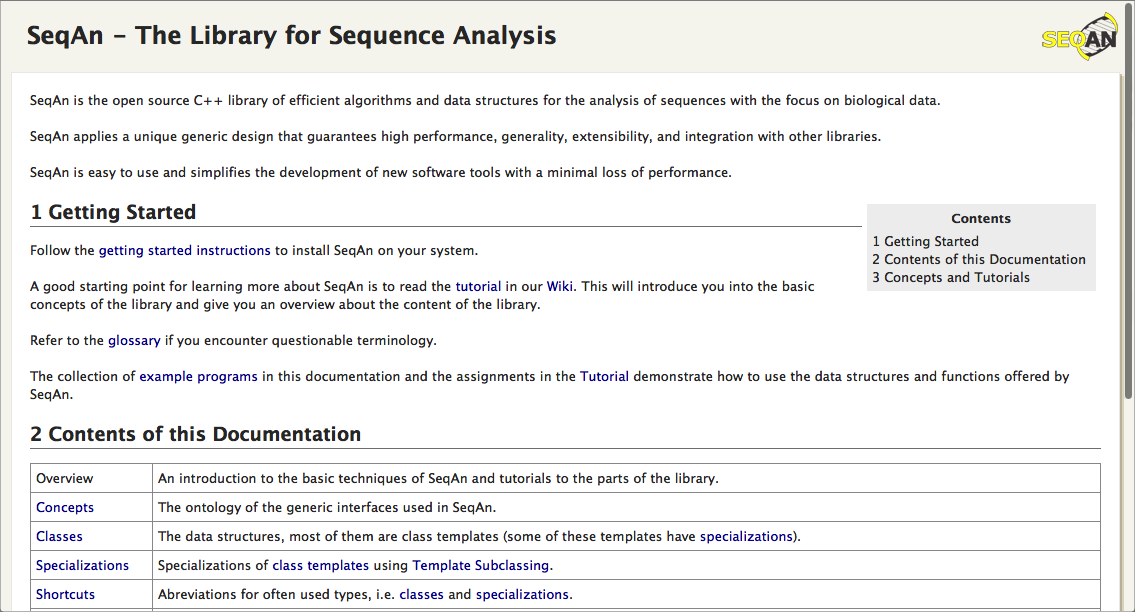 SeqAn – The Library for Sequence Analysis
SEQAN
SeqAn is the open source C++ library of efficient algorithms and data structures for the analysis of sequences with the focus on biological data.
SeqAn applies a unique generic design that guarantees high performance, generality, extensibility, and integration with other libraries.
SeqAn is easy to use and simplifies the development of new software tools with a minimal loss of performance.
1 Getting Started
Contents
1 Getting Started
2 Contents of this Documentation
3 Concepts and Tutorials
Follow the getting started instructions to install SeqAn on your system.
A good starting point for learning more about SeqAn is to read the tutorial in our Wiki. This will introduce you into the basic
concepts of the library and give you an overview about the content of the library.
Refer to the glossary if you encounter questionable terminology.
The collection of example programs in this documentation and the assignments in the Tutorial demonstrate how to use the data structures and functions offered by
SeqAn.
2 Contents of this Documentation
Overview An introduction to the basic techniques of SeqAn and tutorials to the parts of the library.
Concepts The ontology of the generic interfaces used in SeqAn.
Classes The data structures, most of them are class templates (some of these templates have specializations).
Specializations Specializations of class templates using Template Subclassing.
Shortcuts Abreviations for often used types, i.e. classes and specializations.